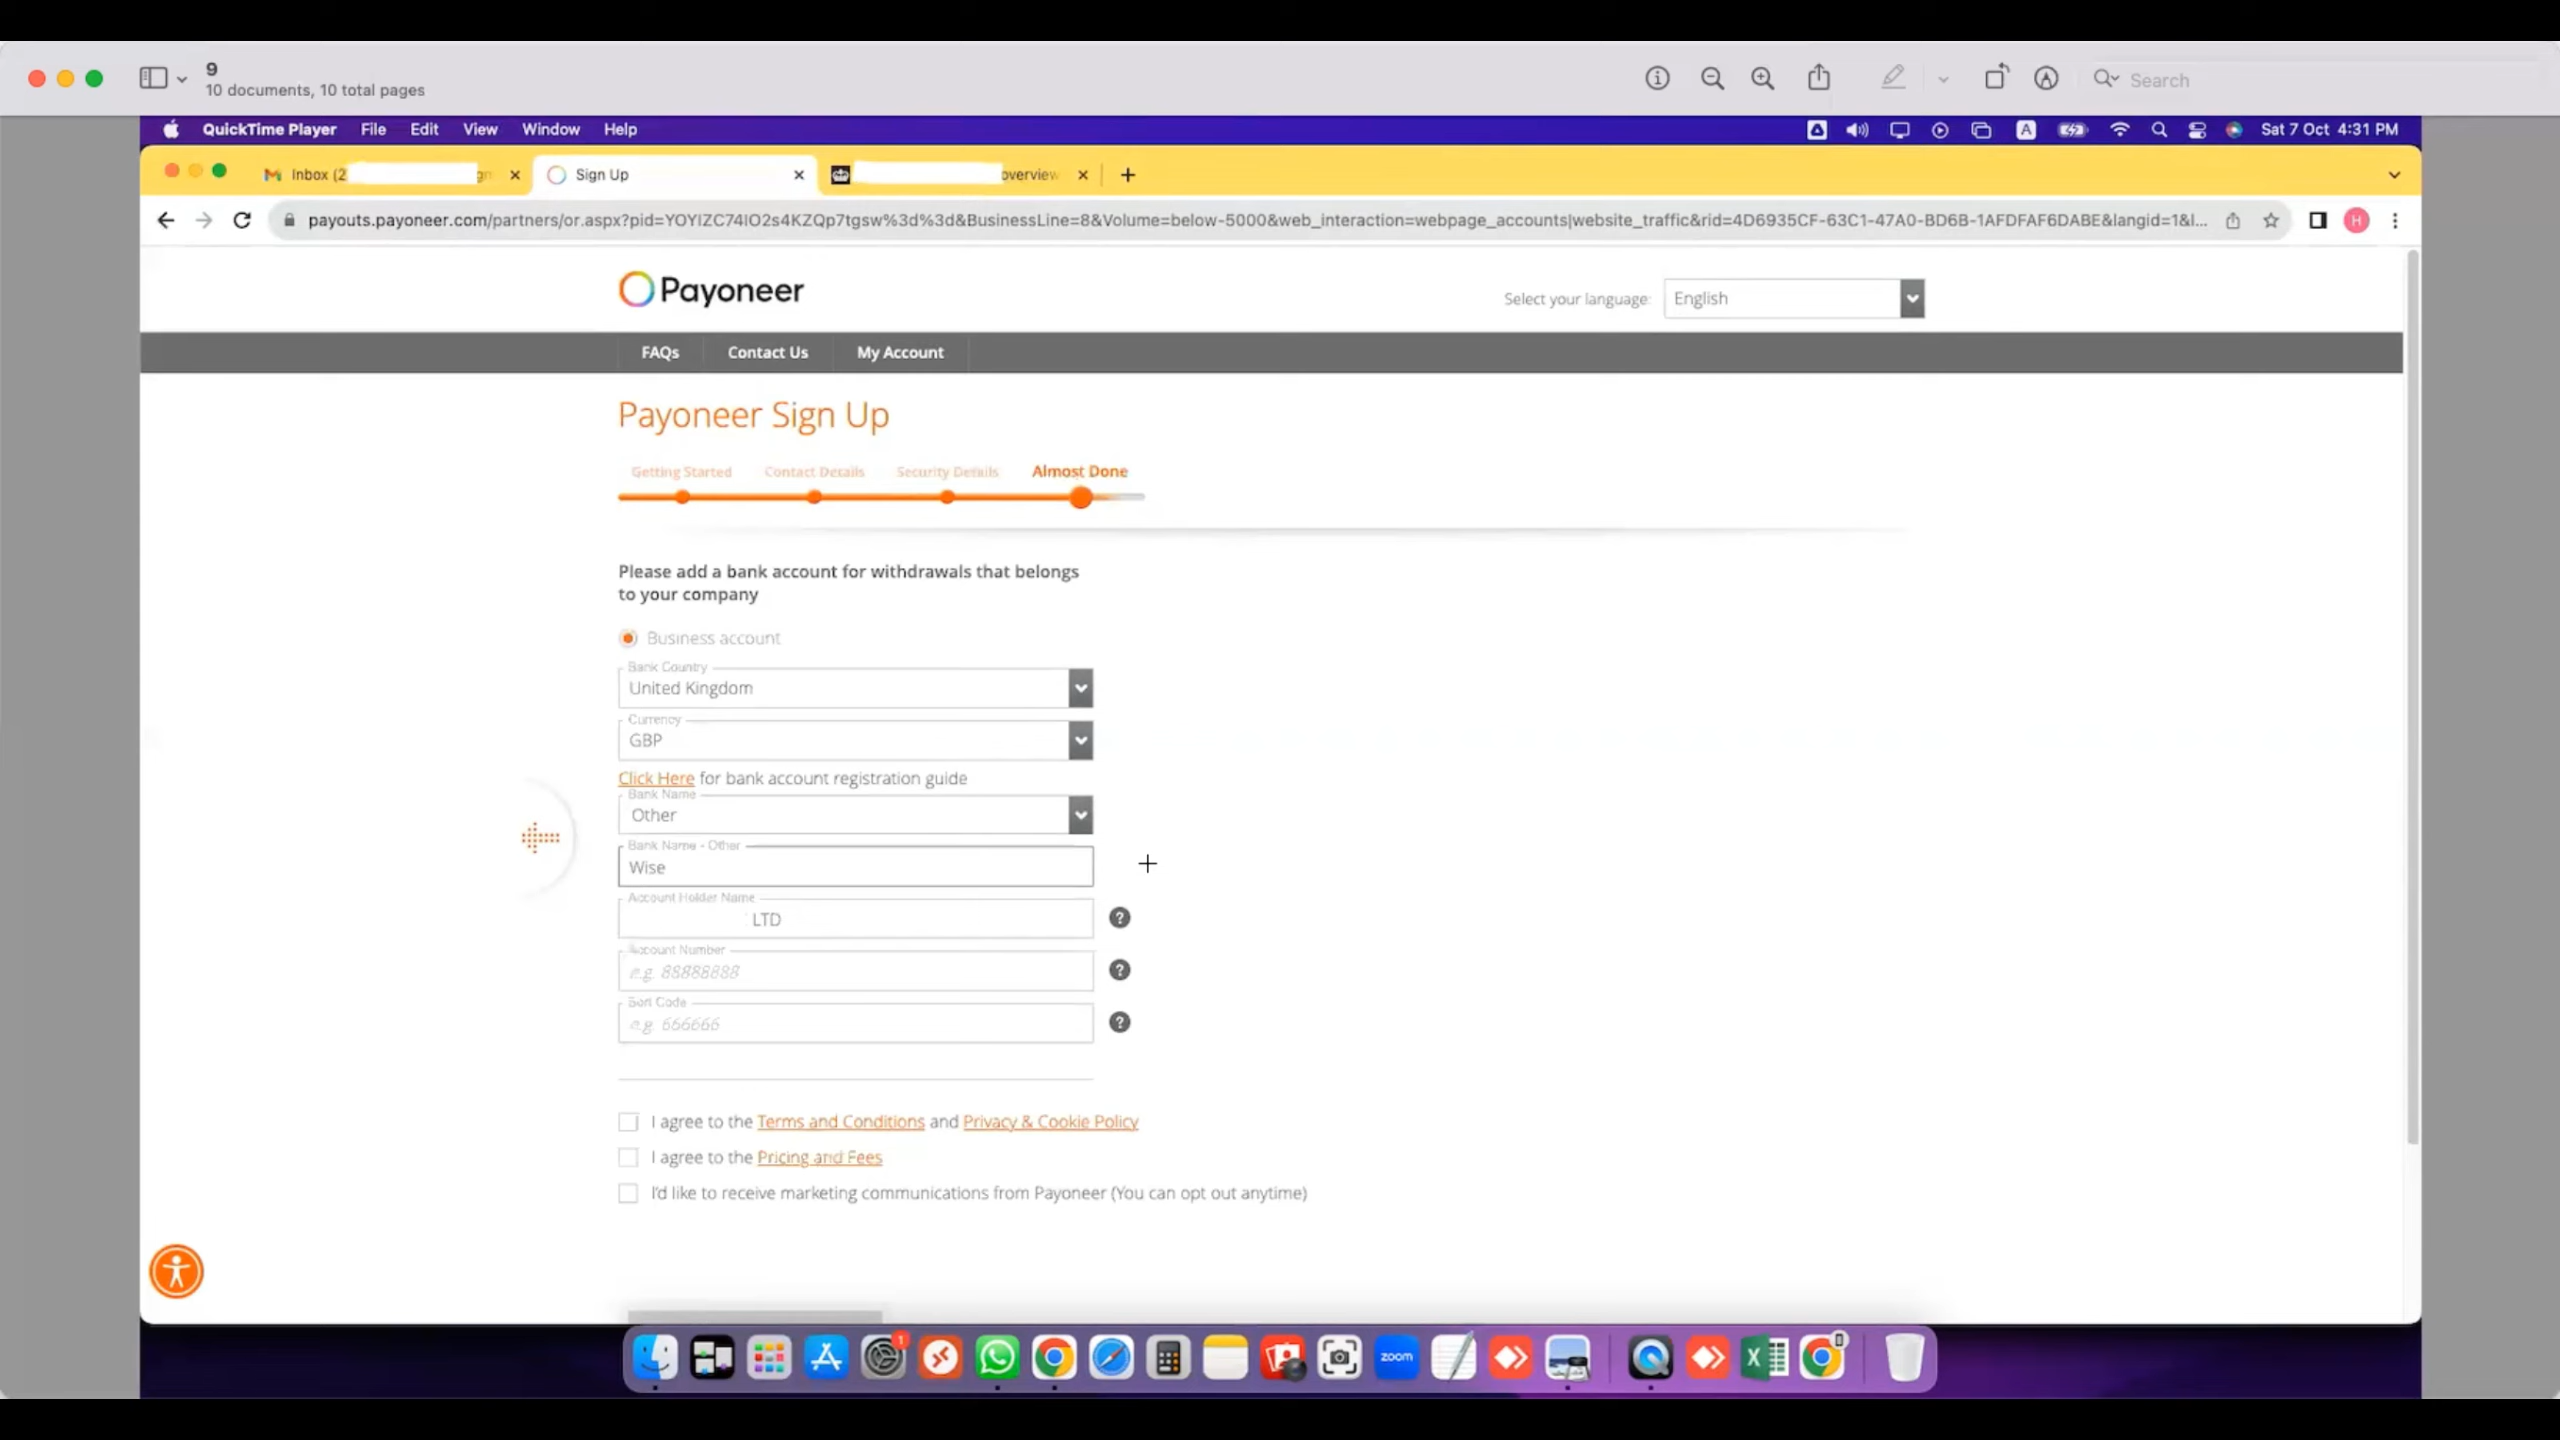 9
10 documents, 10 total pages
Search
QuickTime Player File Edit View Window Help
A
Sat 7 Oct 4:31 PM
Inbox (2
Sign Up
overview
payouts.payoneer.com/partners/or.aspx?pid=YOYIZC74IO2s4KZQp7tgsw%3d%3d&BusinessLine=8&Volume=below-5000&web_interaction=webpage_accounts|website_traffic&rid=4D6935CF-63C1-47A0-BD6B-1AFDFAF6DABE&langid=1&l...
H
Payoneer
Select your language: English
FAQs Contact Us My Account
Payoneer Sign Up
Getting Started Contact Details Security Details Almost Done
Please add a bank account for withdrawals that belongs
to your company
Business account
Bank Country
United Kingdom
Currency
GBP
Click Here for bank account registration guide
Bank Name
Other
Bank Name - Other
Wise
Account Holder Name
LTD
?
Account Number
e.g. 88888888
?
Sort Code
e.g. 666666
?
I agree to the Terms and Conditions and Privacy & Cookie Policy
I agree to the Pricing and Fees
I'd like to receive marketing communications from Payoneer (You can opt out anytime)
1
zoom
X